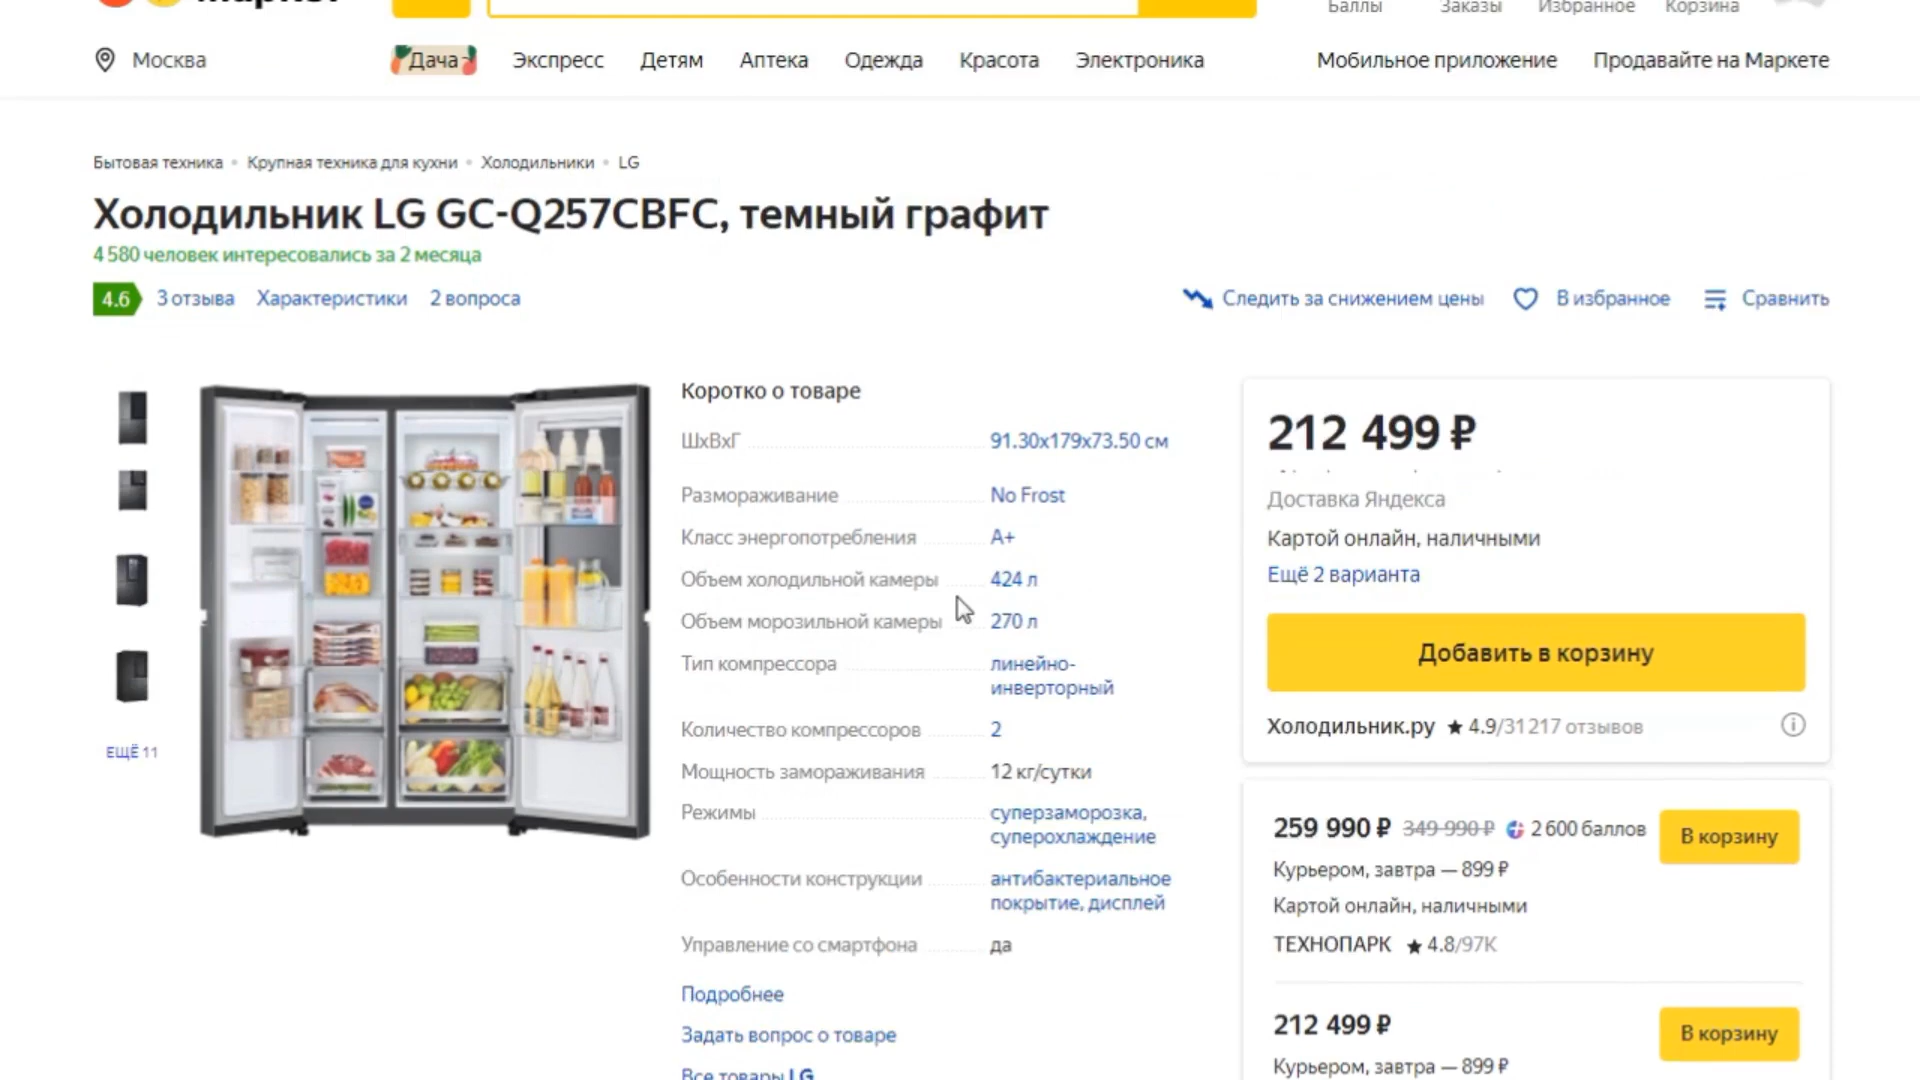 Баллы Заказы Избранное Корзина
Москва
Дача Экспресс Детям Аптека Одежда Красота Электроника Мобильное приложение Продавайте на Маркете
Бытовая техника • Крупная техника для кухни • Холодильники • LG
Холодильник LG GC-Q257CBFC, темный графит
4 580 человек интересовались за 2 месяца
4.6 3 отзыва Характеристики 2 вопроса
Следить за снижением цены В избранное Сравнить
ЕЩЁ 11
Коротко о товаре
ШхВхГ 91.30х179х73.50 см
Размораживание No Frost
Класс энергопотребления A+
Объем холодильной камеры 424 л
Объем морозильной камеры 270 л
Тип компрессора линейно-
инверторный
Количество компрессоров 2
Мощность замораживания 12 кг/сутки
Режимы суперзаморозка,
суперохлаждение
Особенности конструкции антибактериальное
покрытие, дисплей
Управление со смартфона да
Подробнее
Задать вопрос о товаре
Все товары LG
212 499 ₽
Доставка Яндекса
Картой онлайн, наличными
Ещё 2 варианта
Добавить в корзину
Холодильник.ру ★ 4.9/31217 отзывов
259 990 ₽ 349 990 ₽ 2 600 баллов В корзину
Курьером, завтра — 899 ₽
Картой онлайн, наличными
ТЕХНОПАРК ★ 4.8/97К
212 499 ₽ В корзину
Курьером, завтра — 899 ₽